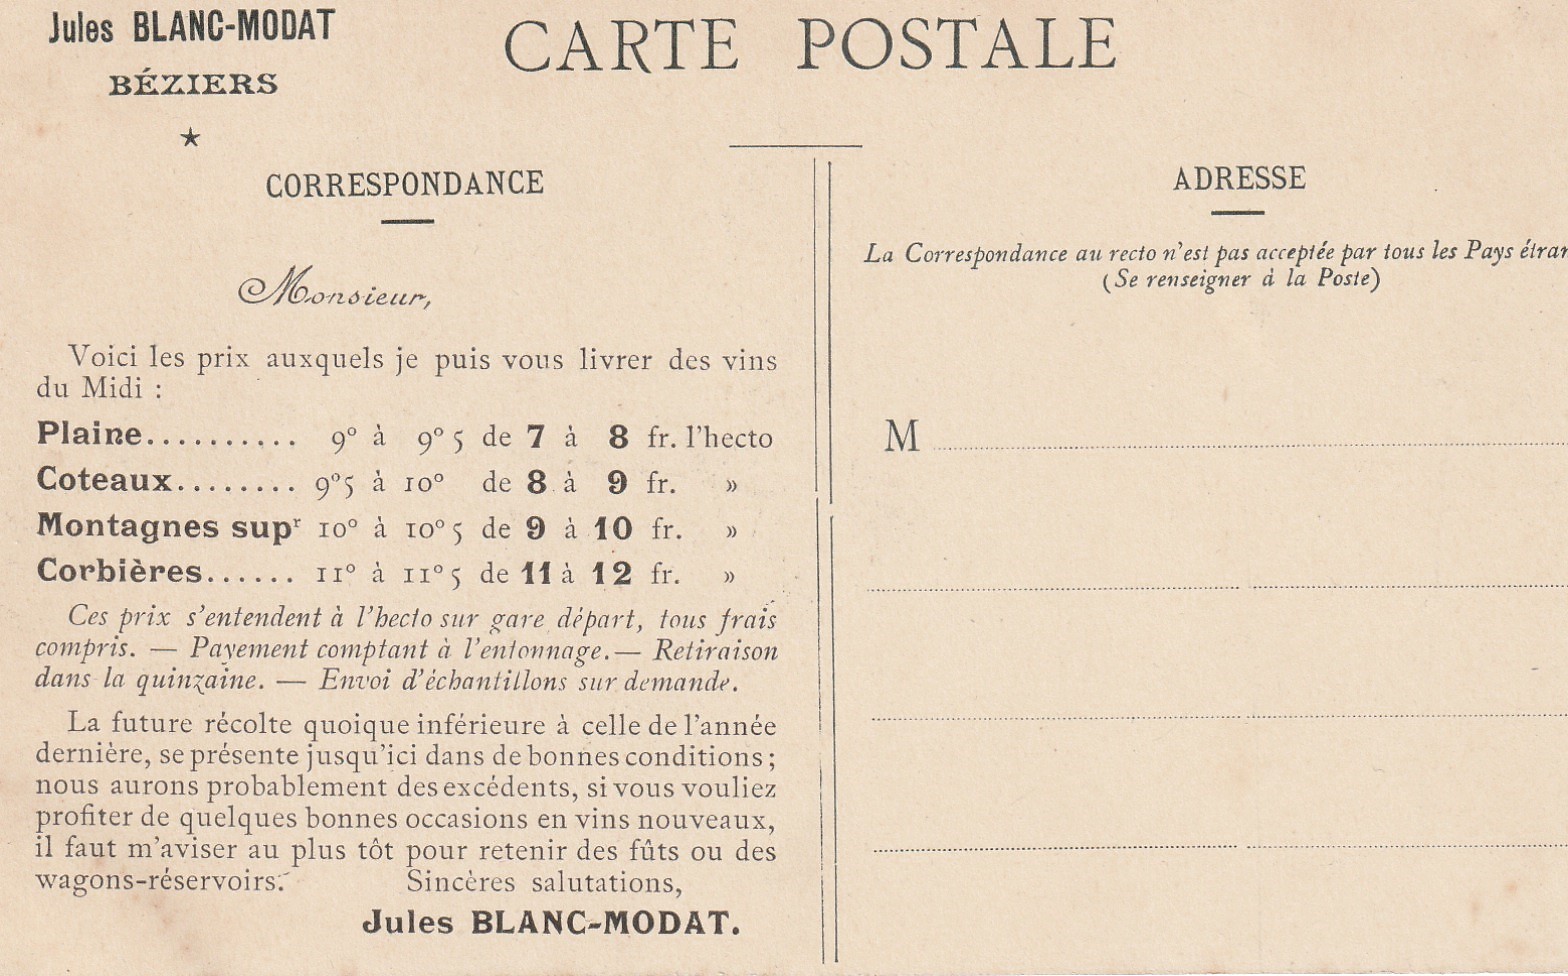 Jules BLANC-MODAT
BÉZIERS
★
CARTE POSTALE
CORRESPONDANCE
Monsieur,
Voici les prix auxquels je puis vous livrer des vins
du Midi :
Plaine.......... 9° à 9°5 de 7 à 8 fr. l'hecto
Coteaux........ 9°5 à 10° de 8 à 9 fr. »
Montagnes supʳ 10° à 10°5 de 9 à 10 fr. »
Corbières...... 11° à 11°5 de 11 à 12 fr. »
Ces prix s'entendent à l'hecto sur gare départ, tous frais
compris. — Payement comptant à l'entonnage. — Retiraison
dans la quinzaine. — Envoi d'échantillons sur demande.
La future récolte quoique inférieure à celle de l'année
dernière, se présente jusqu'ici dans de bonnes conditions ;
nous aurons probablement des excédents, si vous vouliez
profiter de quelques bonnes occasions en vins nouveaux,
il faut m'aviser au plus tôt pour retenir des fûts ou des
wagons-réservoirs. Sincères salutations,
Jules BLANC-MODAT.
ADRESSE
La Correspondance au recto n'est pas acceptée par tous les Pays étran
(Se renseigner à la Poste)
M